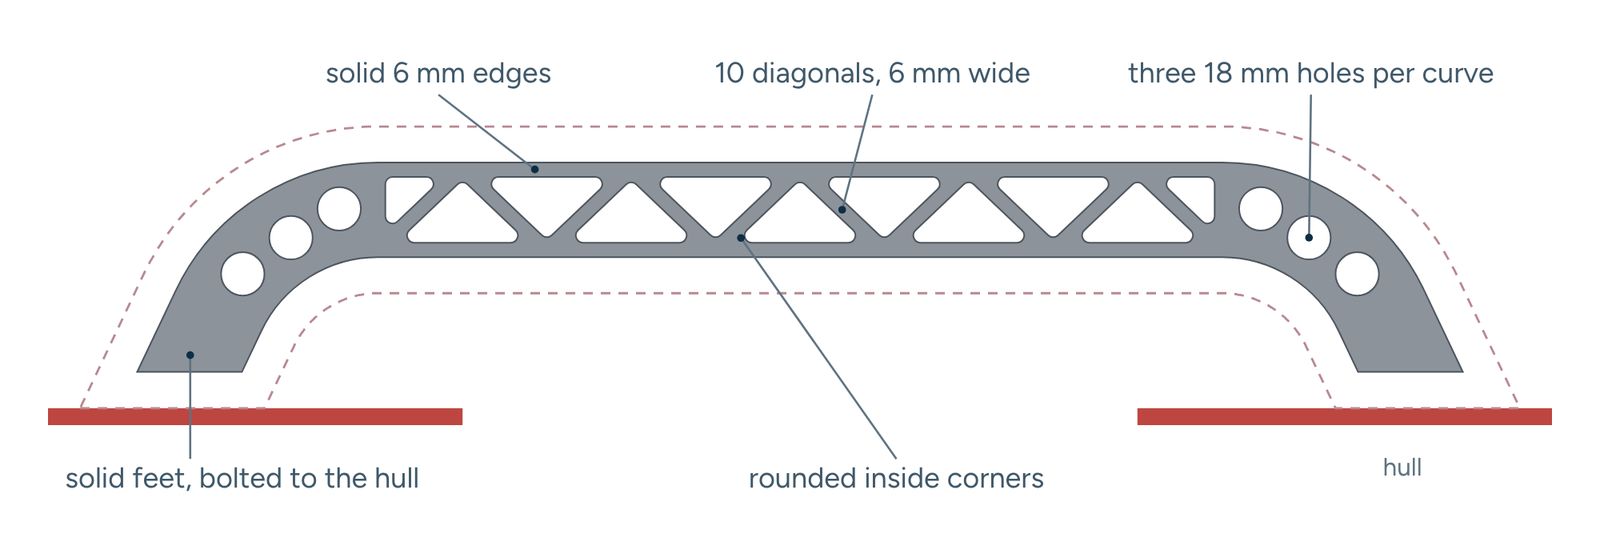 solid 6 mm edges
10 diagonals, 6 mm wide
three 18 mm holes per curve
solid feet, bolted to the hull
rounded inside corners
hull